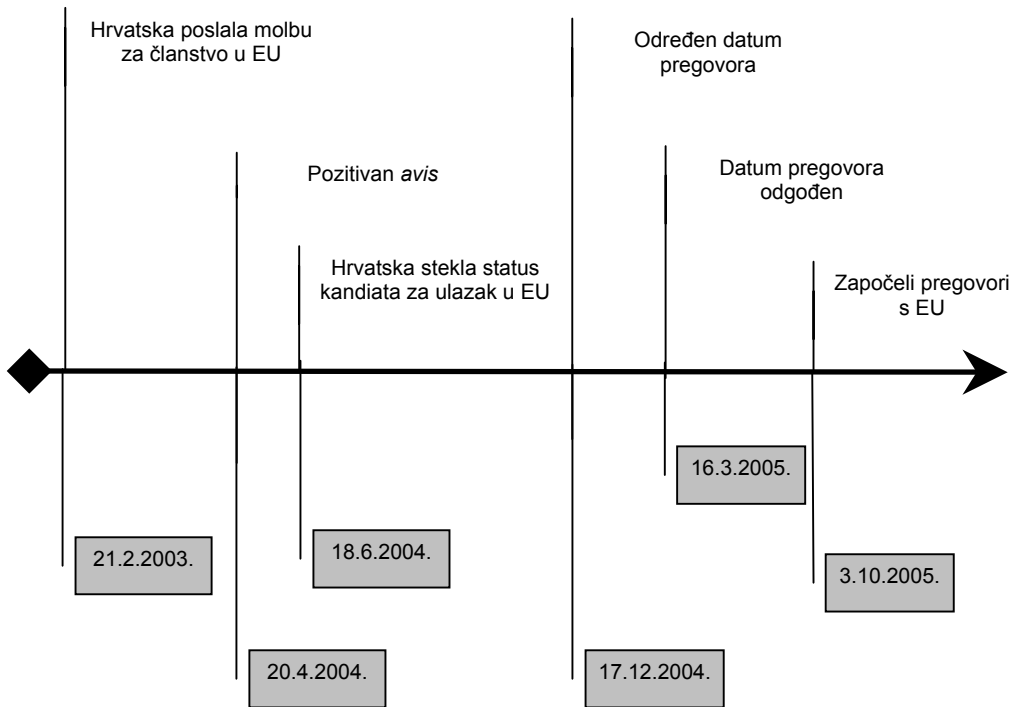 Hrvatska poslala molbu
za članstvo u EU
Određen datum
pregovora
Pozitivan avis
Datum pregovora
odgođen
Hrvatska stekla status
kandiata za ulazak u EU
Započeli pregovori
s EU
16.3.2005.
21.2.2003.
18.6.2004.
3.10.2005.
20.4.2004.
17.12.2004.